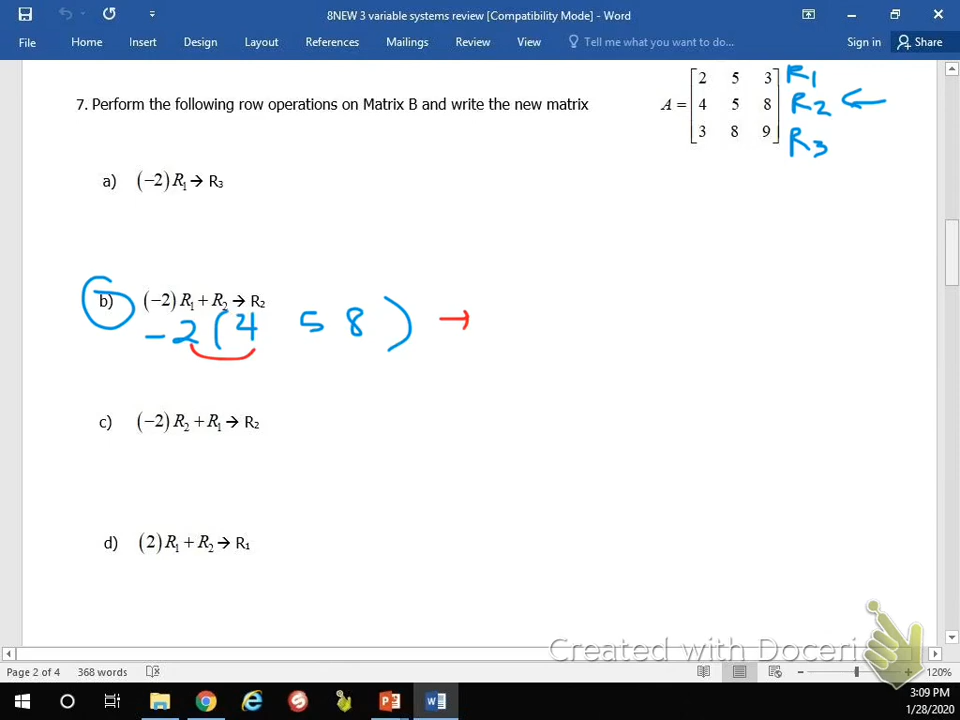 8NEW 3 variable systems review [Compatibility Mode] - Word
File Home Insert Design Layout References Mailings Review View Tell me what you want to do... Sign in Share
7. Perform the following row operations on Matrix B and write the new matrix
A = [2 5 3] R1
[4 5 8] R2 ←
[3 8 9] R3
a) (−2)R₁ → R₃
b) (−2)R₁ + R₂ → R₂
−2(4 5 8) →
c) (−2)R₂ + R₁ → R₂
d) (2)R₁ + R₂ → R₁
Created with Doceri
Page 2 of 4 368 words 120%
3:09 PM
1/28/2020